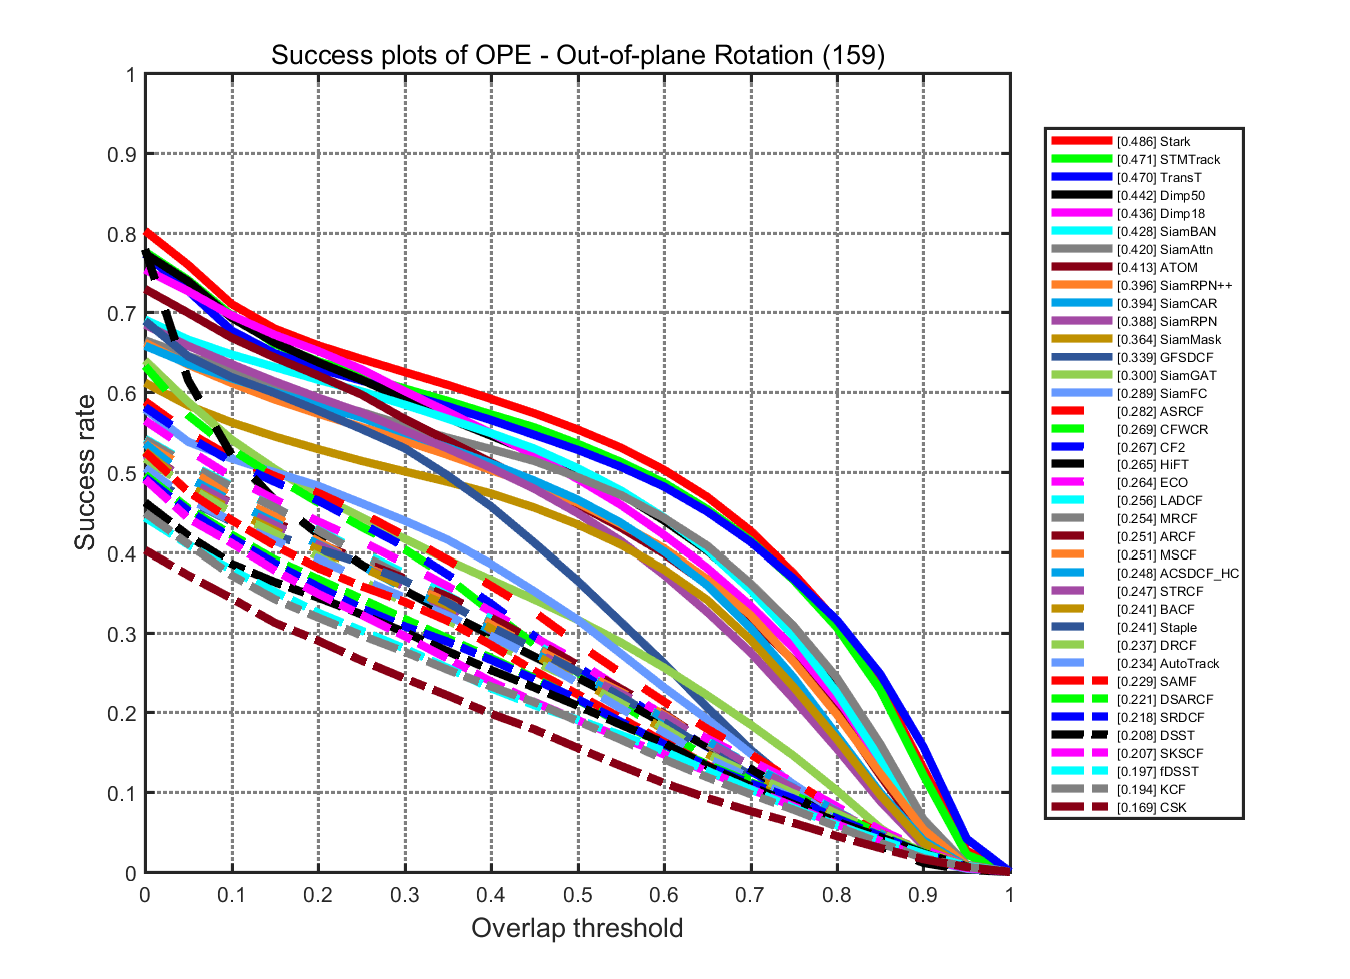 Success plots of OPE - Out-of-plane Rotation (159)
1
0.9
0.8
0.7
0.6
0.5
0.4
0.3
0.2
0.1
0
Success rate
0 0.1 0.2 0.3 0.4 0.5 0.6 0.7 0.8 0.9 1
Overlap threshold
[0.486] Stark
[0.471] STMTrack
[0.470] TransT
[0.442] Dimp50
[0.436] Dimp18
[0.428] SiamBAN
[0.420] SiamAttn
[0.413] ATOM
[0.396] SiamRPN++
[0.394] SiamCAR
[0.388] SiamRPN
[0.364] SiamMask
[0.339] GFSDCF
[0.300] SiamGAT
[0.289] SiamFC
[0.282] ASRCF
[0.269] CFWCR
[0.267] CF2
[0.265] HiFT
[0.264] ECO
[0.256] LADCF
[0.254] MRCF
[0.251] ARCF
[0.251] MSCF
[0.248] ACSDCF_HC
[0.247] STRCF
[0.241] BACF
[0.241] Staple
[0.237] DRCF
[0.234] AutoTrack
[0.229] SAMF
[0.221] DSARCF
[0.218] SRDCF
[0.208] DSST
[0.207] SKSCF
[0.197] fDSST
[0.194] KCF
[0.169] CSK